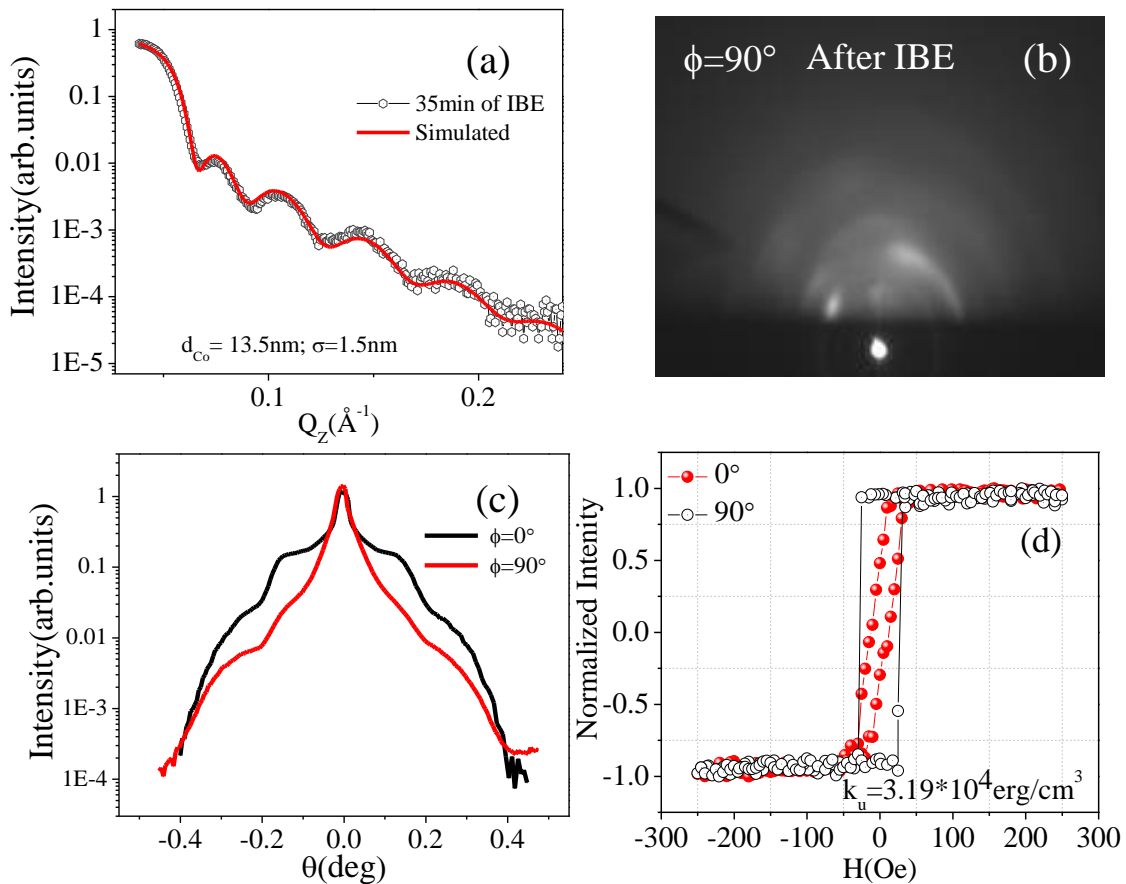 (a)
35min of IBE
Simulated
d_Co = 13.5nm; σ=1.5nm
Intensity(arb.units)
1
0.1
0.01
1E-3
1E-4
1E-5
0.1
0.2
Q_Z(Å⁻¹)
ϕ=90° After IBE (b)
(c)
ϕ=0°
ϕ=90°
Intensity(arb.units)
1
0.1
0.01
1E-3
1E-4
-0.4
-0.2
0.0
0.2
0.4
θ(deg)
0°
90°
(d)
k_u=3.19*10⁴erg/cm³
Normalized Intenity
1.0
0.5
0.0
-0.5
-1.0
-300
-200
-100
0
100
200
300
H(Oe)